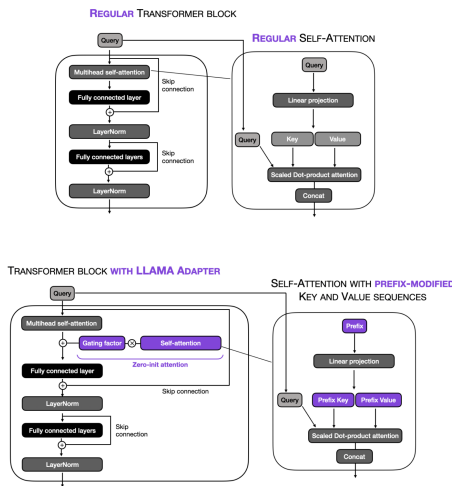 REGULAR TRANSFORMER BLOCK
Query
REGULAR SELF-ATTENTION
Multihead self-attention
Skip
connection
Fully connected layer
+
LayerNorm
Fully connected layers
Skip
connection
+
LayerNorm
Query
Linear projection
Query
Key
Value
Scaled Dot-product attention
Concat
TRANSFORMER BLOCK WITH LLAMA ADAPTER
Query
SELF-ATTENTION WITH PREFIX-MODIFIED
KEY AND VALUE SEQUENCES
Multihead self-attention
+
Gating factor
×
Self-attention
Zero-init attention
Fully connected layer
+
Skip connection
LayerNorm
Fully connected layers
Skip
connection
+
LayerNorm
Prefix
Linear projection
Query
Prefix Key
Prefix Value
Scaled Dot-product attention
Concat